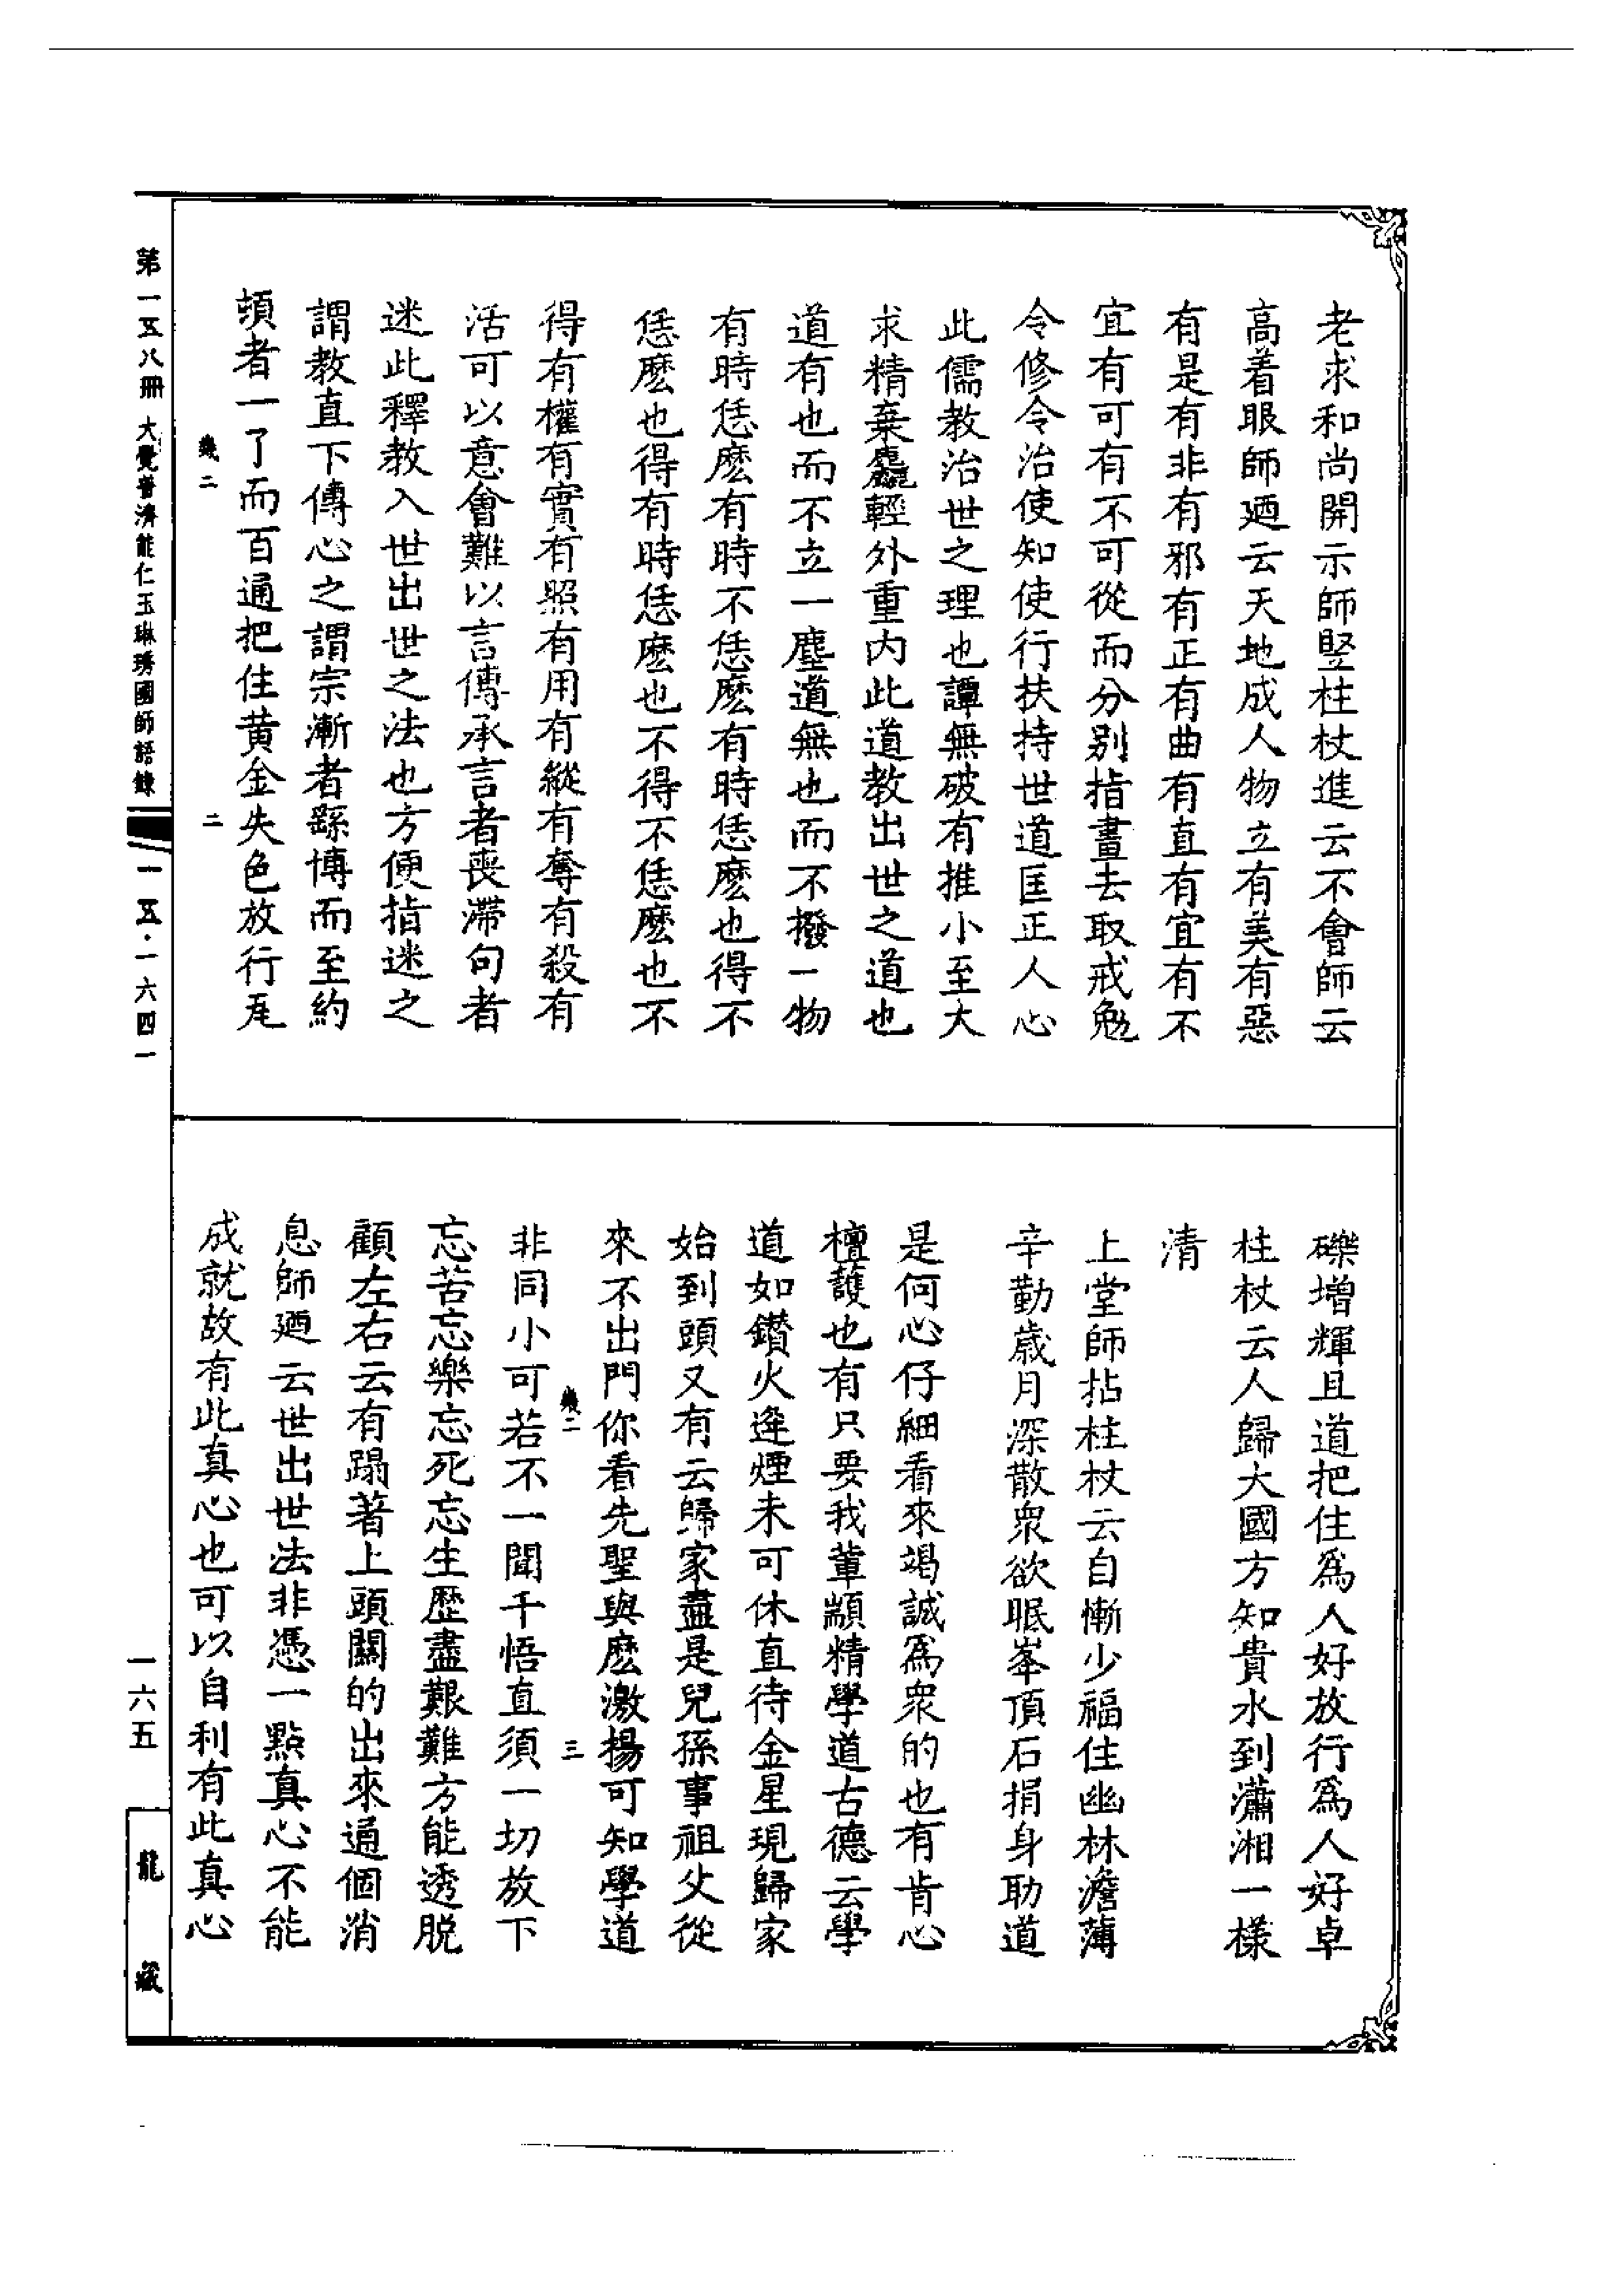 老求和尚開示師竪柱杖進云不會師云
高着眼師廼云天地成人物立有美有惡
有是有非有邪有正有曲有直有宜有不
宜有可有不可從而分別指畫去取戒勉
令修令治使知使行扶持世道匡正人心
此儒教治世之理也譚無破有推小至大
求精棄麤輕外重内此道教出世之道也
道有也而不立一塵道無也而不撥一物
有時恁麽有時不恁麽有時恁麽也得不
恁麽也得有時恁麽也不得不恁麽也不
得有權有實有照有用有縱有奪有殺有
活可以意會難以言傳承言者喪滯句者
迷此釋教入世出世之法也方便指迷之
謂教直下傳心之謂宗漸者繇博而至約
頓者一了而百通把住黄金失色放行瓦
幾二 二
礫增輝且道把住爲人好放行爲人好卓
柱杖云人歸大國方知貴水到瀟湘一樣
清
上堂師拈柱杖云自慚少福住幽林澹薄
辛勤歳月深散衆欲眠峯頂石捐身助道
是何心仔細看來竭誠爲衆的也有肯心
檀護也有只要我輩顓精學道古德云學
道如鑚火逢煙未可休直待金星現歸家
始到頭又有云歸家盡是兒孫事祖父從
來不出門你看先聖與麽激揚可知學道
幾二 三
非同小可若不一聞千悟直須一切放下
忘苦忘樂忘死忘生歴盡艱難方能透脱
顧左右云有蹋著上頭關的出來通個消
息師廼云世出世法非憑一點真心不能
成就故有此真心也可以自利有此真心
第一五八冊 大覺普濟能仁玉琳琇國師語錄 一五·一六四一
一六五
龍藏